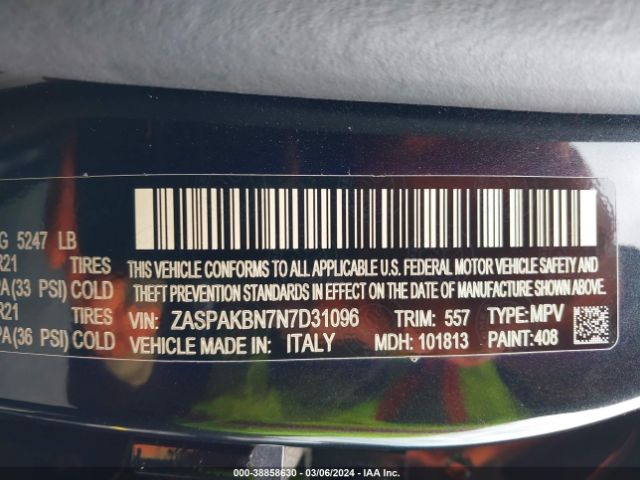 G 5247 LB
R21 TIRES
PA(33 PSI) COLD
R21 TIRES
PA(36 PSI) COLD
THIS VEHICLE CONFORMS TO ALL APPLICABLE U.S. FEDERAL MOTOR VEHICLE SAFETY AND
THEFT PREVENTION STANDARDS IN EFFECT ON THE DATE OF MANUFACTURE SHOWN ABOVE.
VIN: ZASPAKBN7N7D31096 TRIM: 557 TYPE: MPV
VEHICLE MADE IN: ITALY MDH: 101813 PAINT: 408
000-38858630 - 03/06/2024 - IAA Inc.